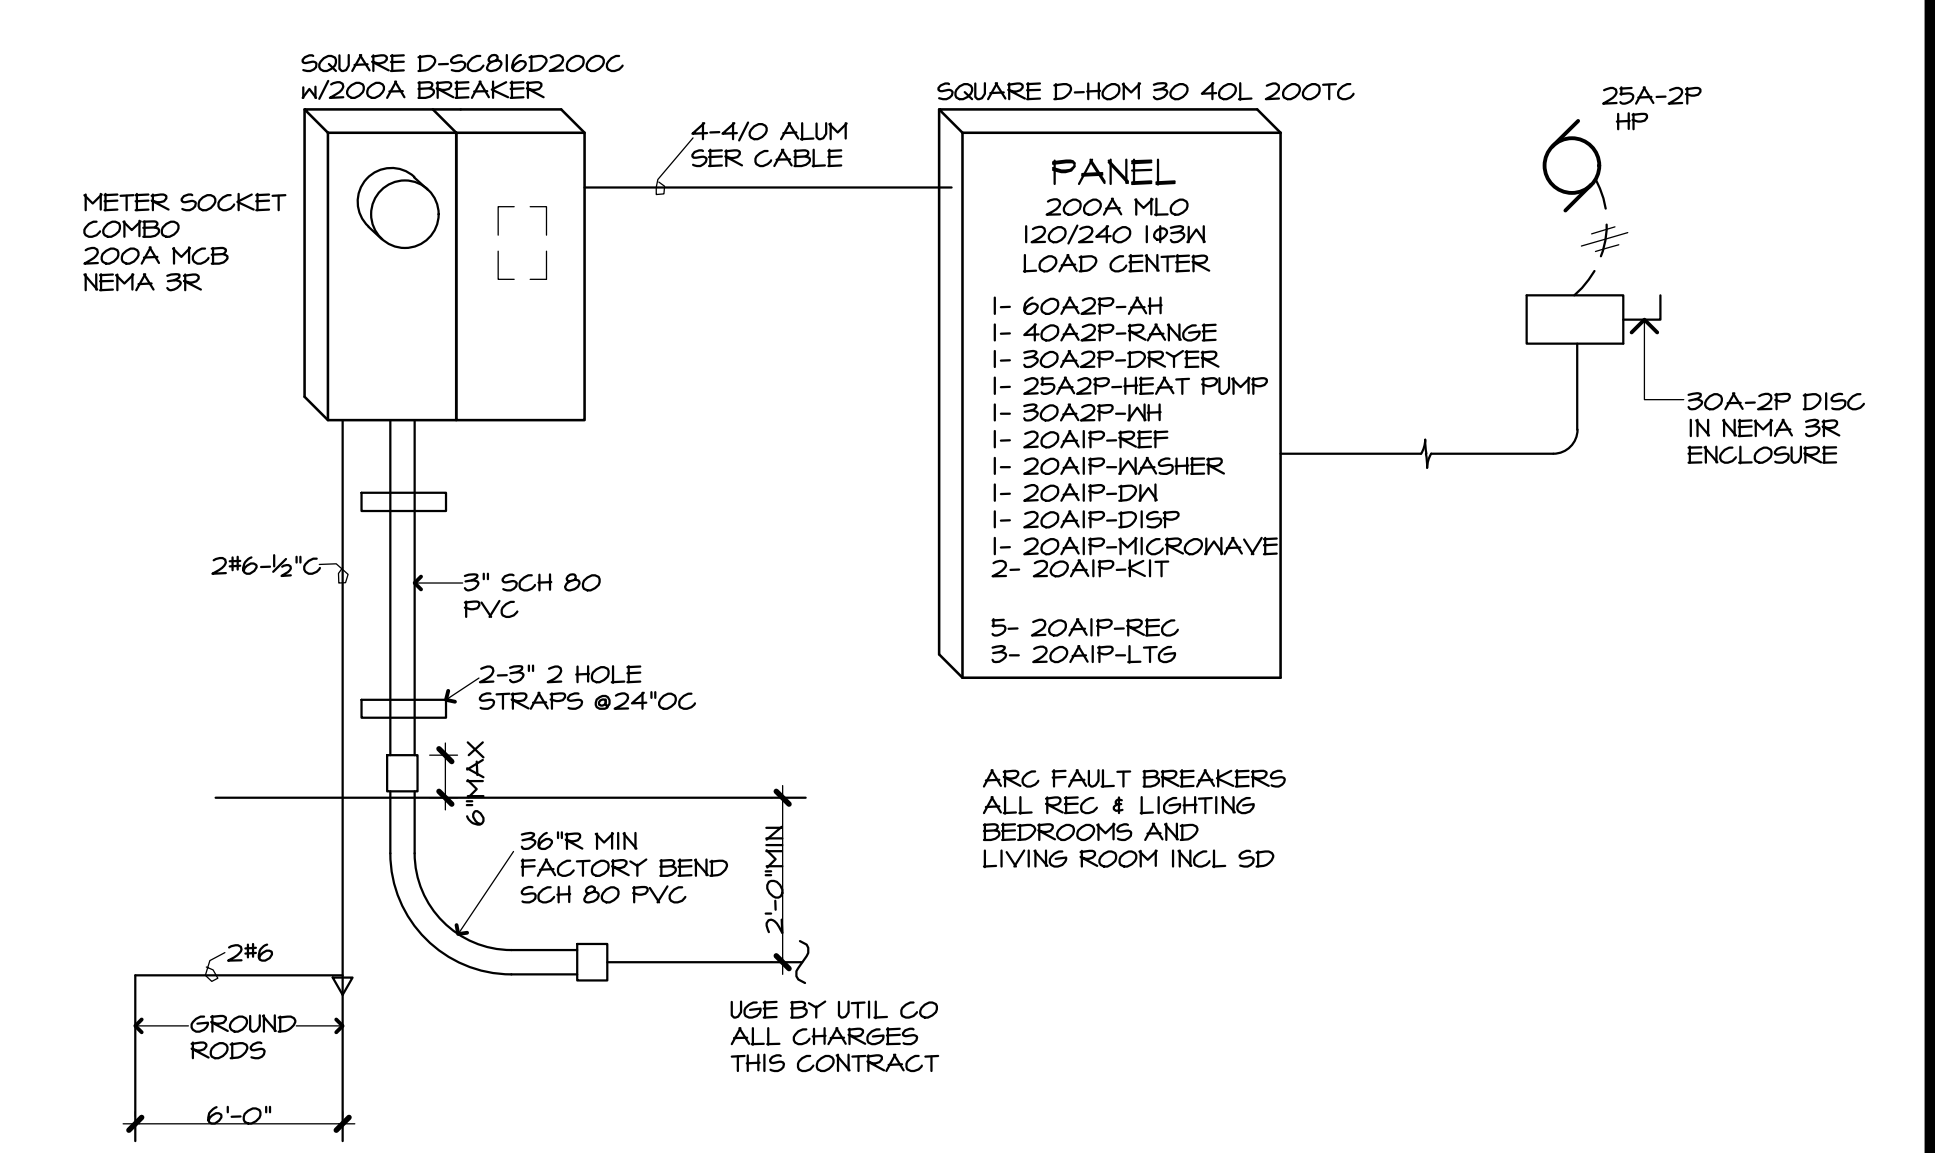 SQUARE D-SC816D200C
W/200A BREAKER
METER SOCKET
COMBO
200A MCB
NEMA 3R
4-4/0 ALUM
SER CABLE
SQUARE D-HOM 30 40L 200TC
PANEL
200A MLO
120/240 1Φ3W
LOAD CENTER
1- 60A2P-AH
1- 40A2P-RANGE
1- 30A2P-DRYER
1- 25A2P-HEAT PUMP
1- 30A2P-WH
1- 20A1P-REF
1- 20A1P-WASHER
1- 20A1P-DW
1- 20A1P-DISP
1- 20A1P-MICROWAVE
2- 20A1P-KIT
5- 20A1P-REC
3- 20A1P-LTG
25A-2P
HP
30A-2P DISC
IN NEMA 3R
ENCLOSURE
2#6-½"C
3" SCH 80
PVC
2-3" 2 HOLE
STRAPS @24"OC
6"MAX
36"R MIN
FACTORY BEND
SCH 80 PVC
2'-0"MIN
ARC FAULT BREAKERS
ALL REC & LIGHTING
BEDROOMS AND
LIVING ROOM INCL SD
2#6
GROUND
RODS
6'-0"
UGE BY UTIL CO
ALL CHARGES
THIS CONTRACT